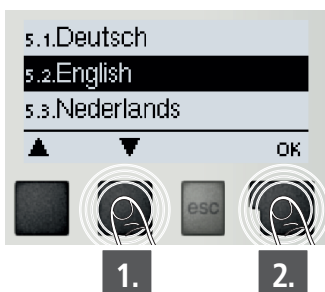 5.1.Deutsch
5.2.English
5.3.Nederlands
▲ ▼ OK
esc
1. 2.